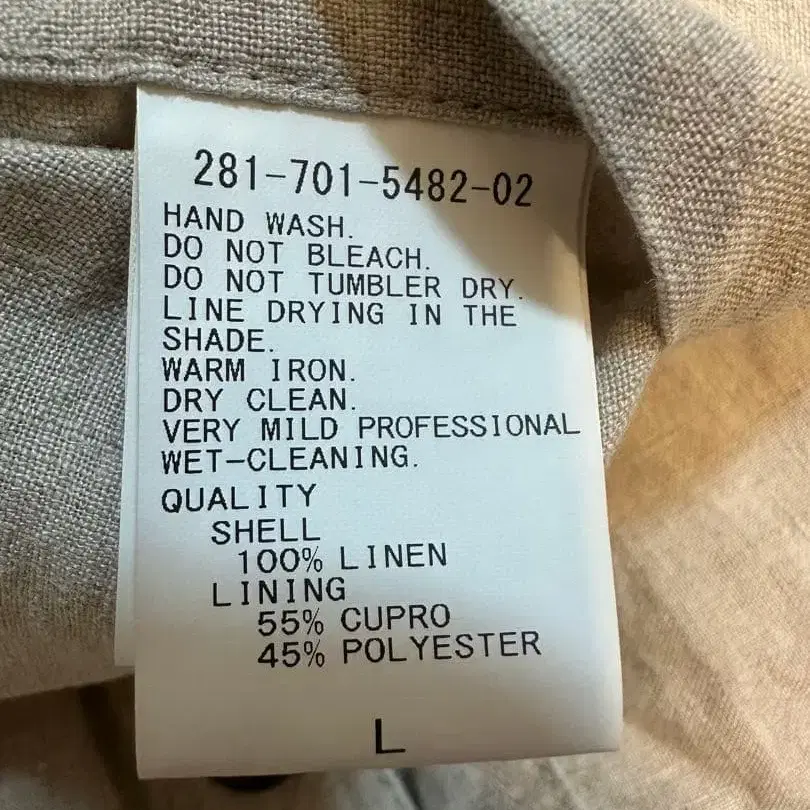 281-701-5482-02
HAND WASH.
DO NOT BLEACH.
DO NOT TUMBLER DRY.
LINE DRYING IN THE
SHADE.
WARM IRON.
DRY CLEAN.
VERY MILD PROFESSIONAL
WET-CLEANING.
QUALITY
SHELL
100% LINEN
LINING
55% CUPRO
45% POLYESTER
L